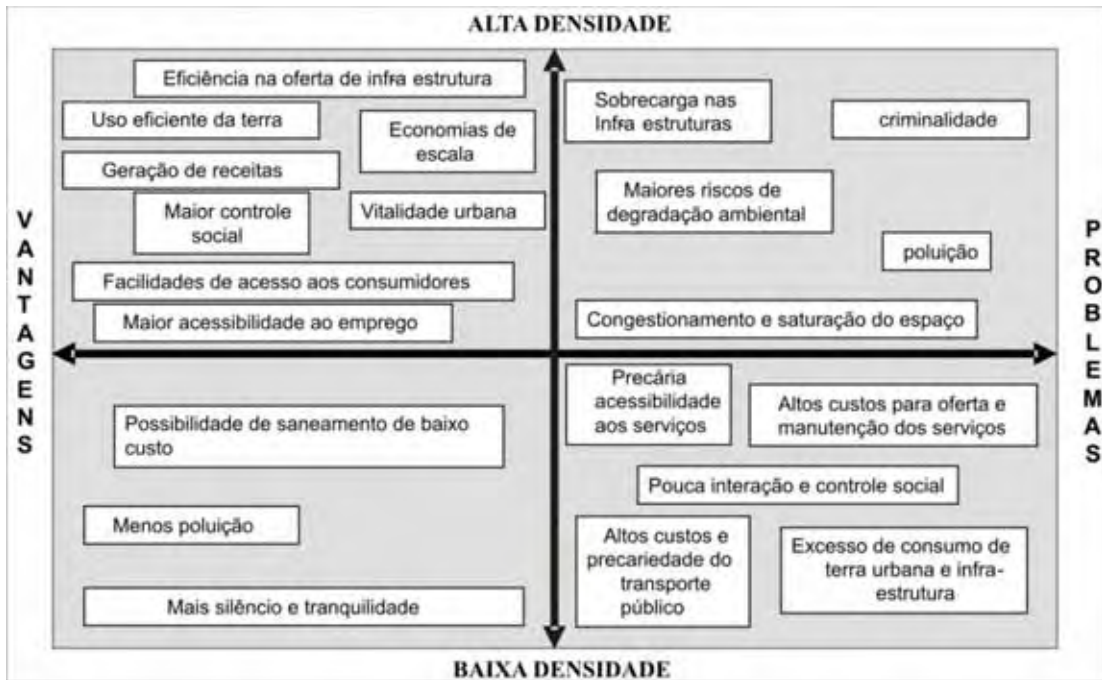 ALTA DENSIDADE
Eficiência na oferta de infra estrutura
Uso eficiente da terra
Economias de
escala
Geração de receitas
Maior controle
social
Vitalidade urbana
Facilidades de acesso aos consumidores
Maior acessibilidade ao emprego
Sobrecarga nas
Infra estruturas
criminalidade
Maiores riscos de
degradação ambiental
poluição
Congestionamento e saturação do espaço
VANTAGENS
PROBLEMAS
Possibilidade de saneamento de baixo
custo
Menos poluição
Mais silêncio e tranquilidade
Precária
acessibilidade
aos serviços
Altos custos para oferta e
manutenção dos serviços
Pouca interação e controle social
Altos custos e
precariedade do
transporte
público
Excesso de consumo de
terra urbana e infra-
estrutura
BAIXA DENSIDADE